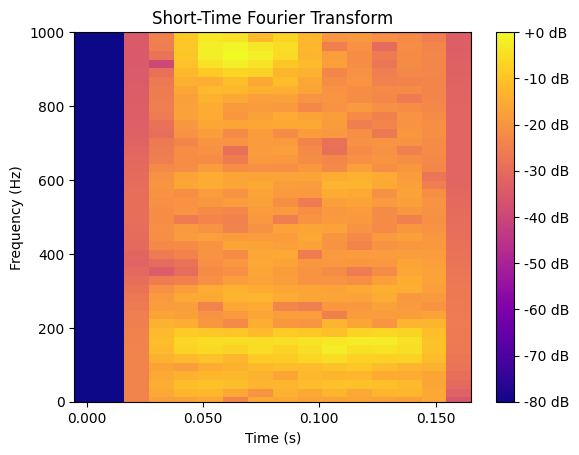 Short-Time Fourier Transform
1000
800
600
400
200
0
Frequency (Hz)
0.000
0.050
0.100
0.150
Time (s)
+0 dB
-10 dB
-20 dB
-30 dB
-40 dB
-50 dB
-60 dB
-70 dB
-80 dB